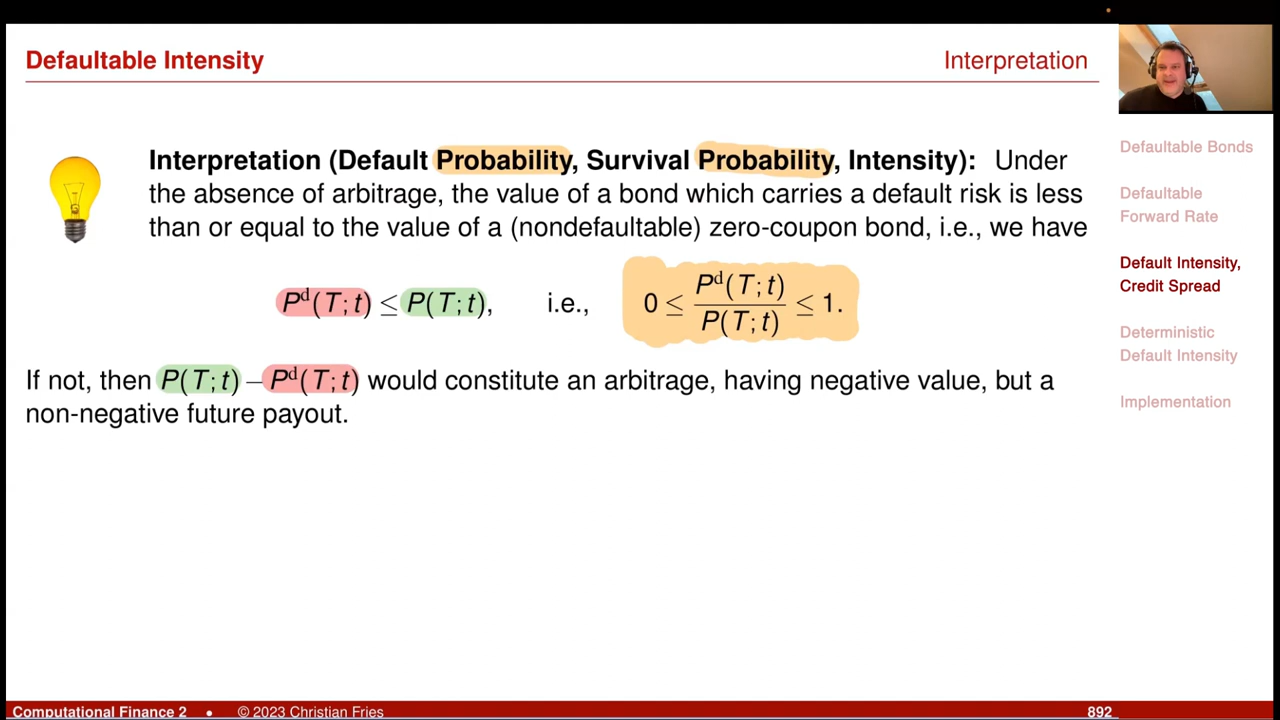 Defaultable Intensity
Interpretation
Interpretation (Default Probability, Survival Probability, Intensity): Under
the absence of arbitrage, the value of a bond which carries a default risk is less
than or equal to the value of a (nondefaultable) zero-coupon bond, i.e., we have
P^d(T;t) ≤ P(T;t), i.e., 0 ≤ P^d(T;t) / P(T;t) ≤ 1.
If not, then P(T;t) – P^d(T;t) would constitute an arbitrage, having negative value, but a
non-negative future payout.
Defaultable Bonds
Defaultable
Forward Rate
Default Intensity,
Credit Spread
Deterministic
Default Intensity
Implementation
Computational Finance 2 • © 2023 Christian Fries
892